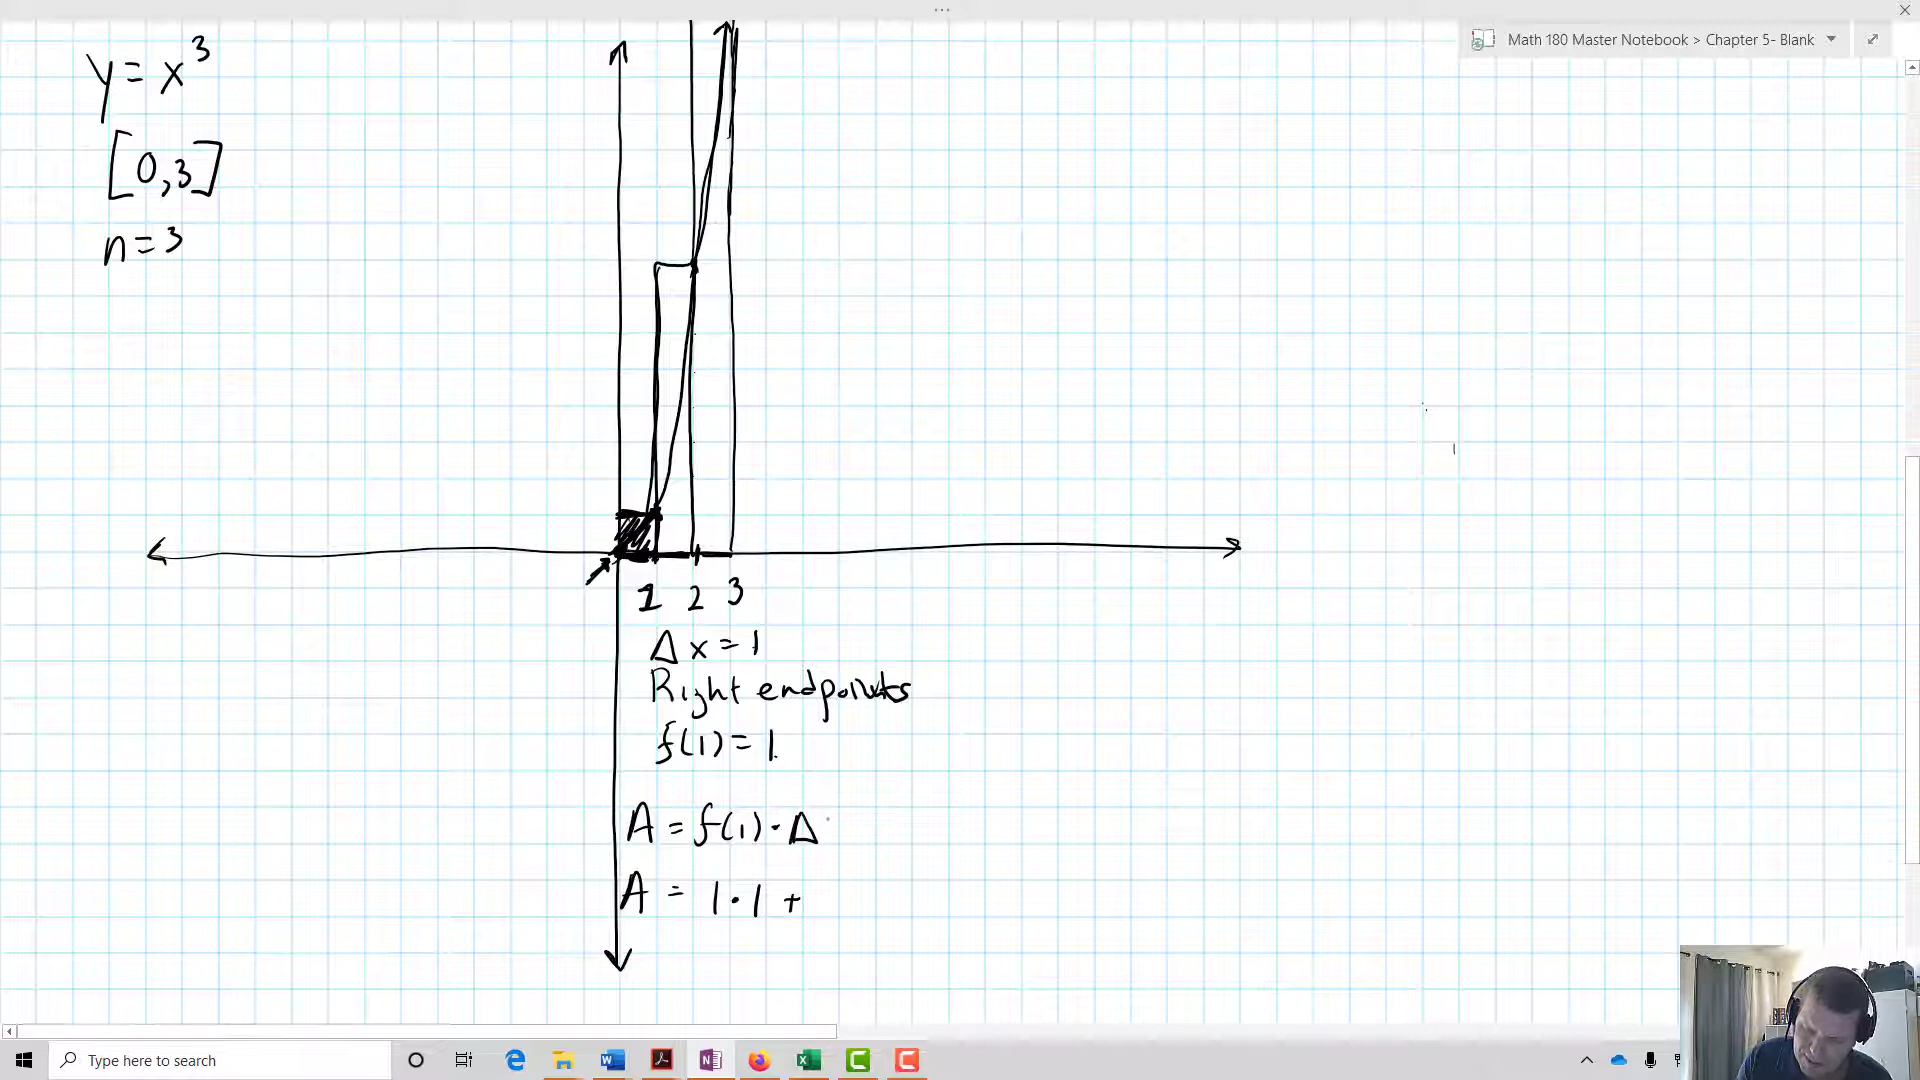 Math 180 Master Notebook > Chapter 5- Blank
y = x³
[0,3]
n = 3
1 2 3
Δx = 1
Right endpoints
f(1) = 1.
A = f(1) · Δ
A = 1 · 1 +
Type here to search